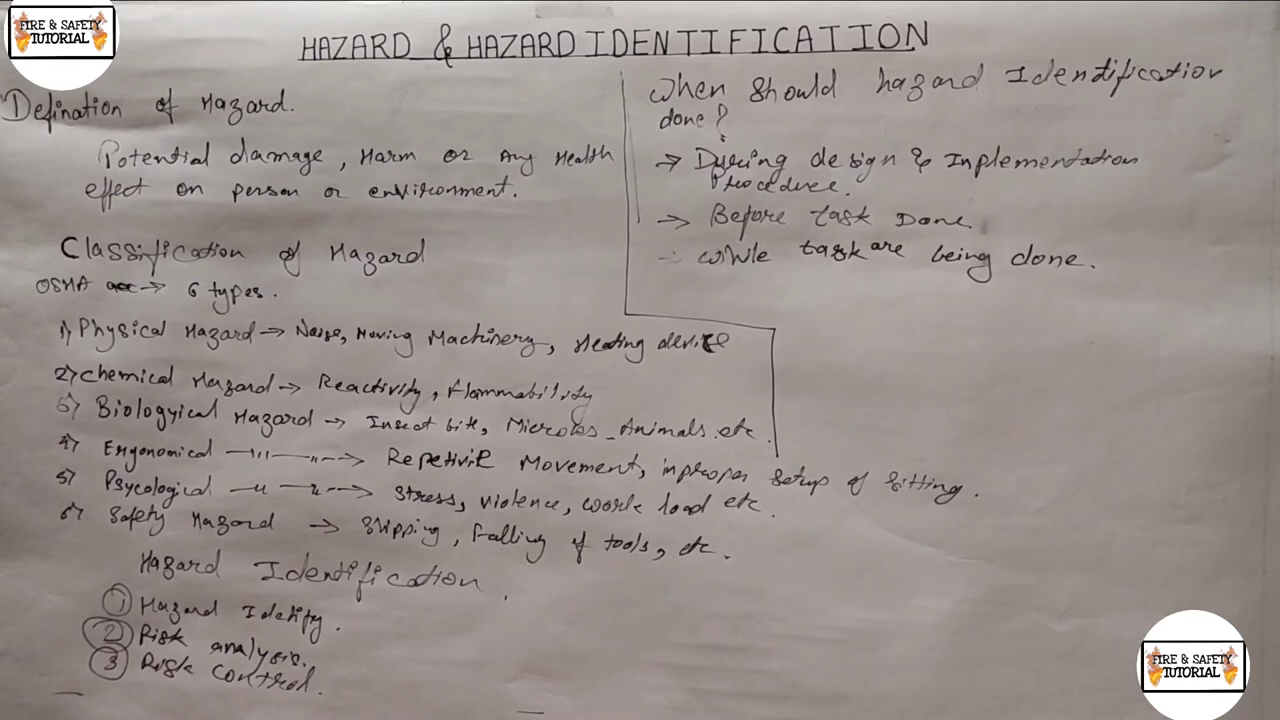 FIRE & SAFETY
TUTORIAL
HAZARD & HAZARD IDENTIFICATION
Defination of Hazard.
Potential damage, Harm or Any Health
effect on person or environment.
Classification of Hazard
OSHA → 6 types.
1) Physical Hazard → Noise, Moving Machinery, Heating device
2) Chemical Hazard → Reactivity, Flammability
3) Biologyical Hazard → Insect bite, Microbes, Animals etc.
4) Ergonomical —"— —"—> Repetive Movement, inproper setup of sitting.
5) Psycological —"— —"—> Stress, violence, work load etc.
6) Safety Hazard → Slipping, Falling of tools, etc.
Hazard Identification.
① Hazard Idetify.
② Risk analysis.
③ Risk control.
When should hazard Identification
done?
→ During design & Inplementation
Procedure.
→ Before task Done
→ While task are being done.
FIRE & SAFETY
TUTORIAL